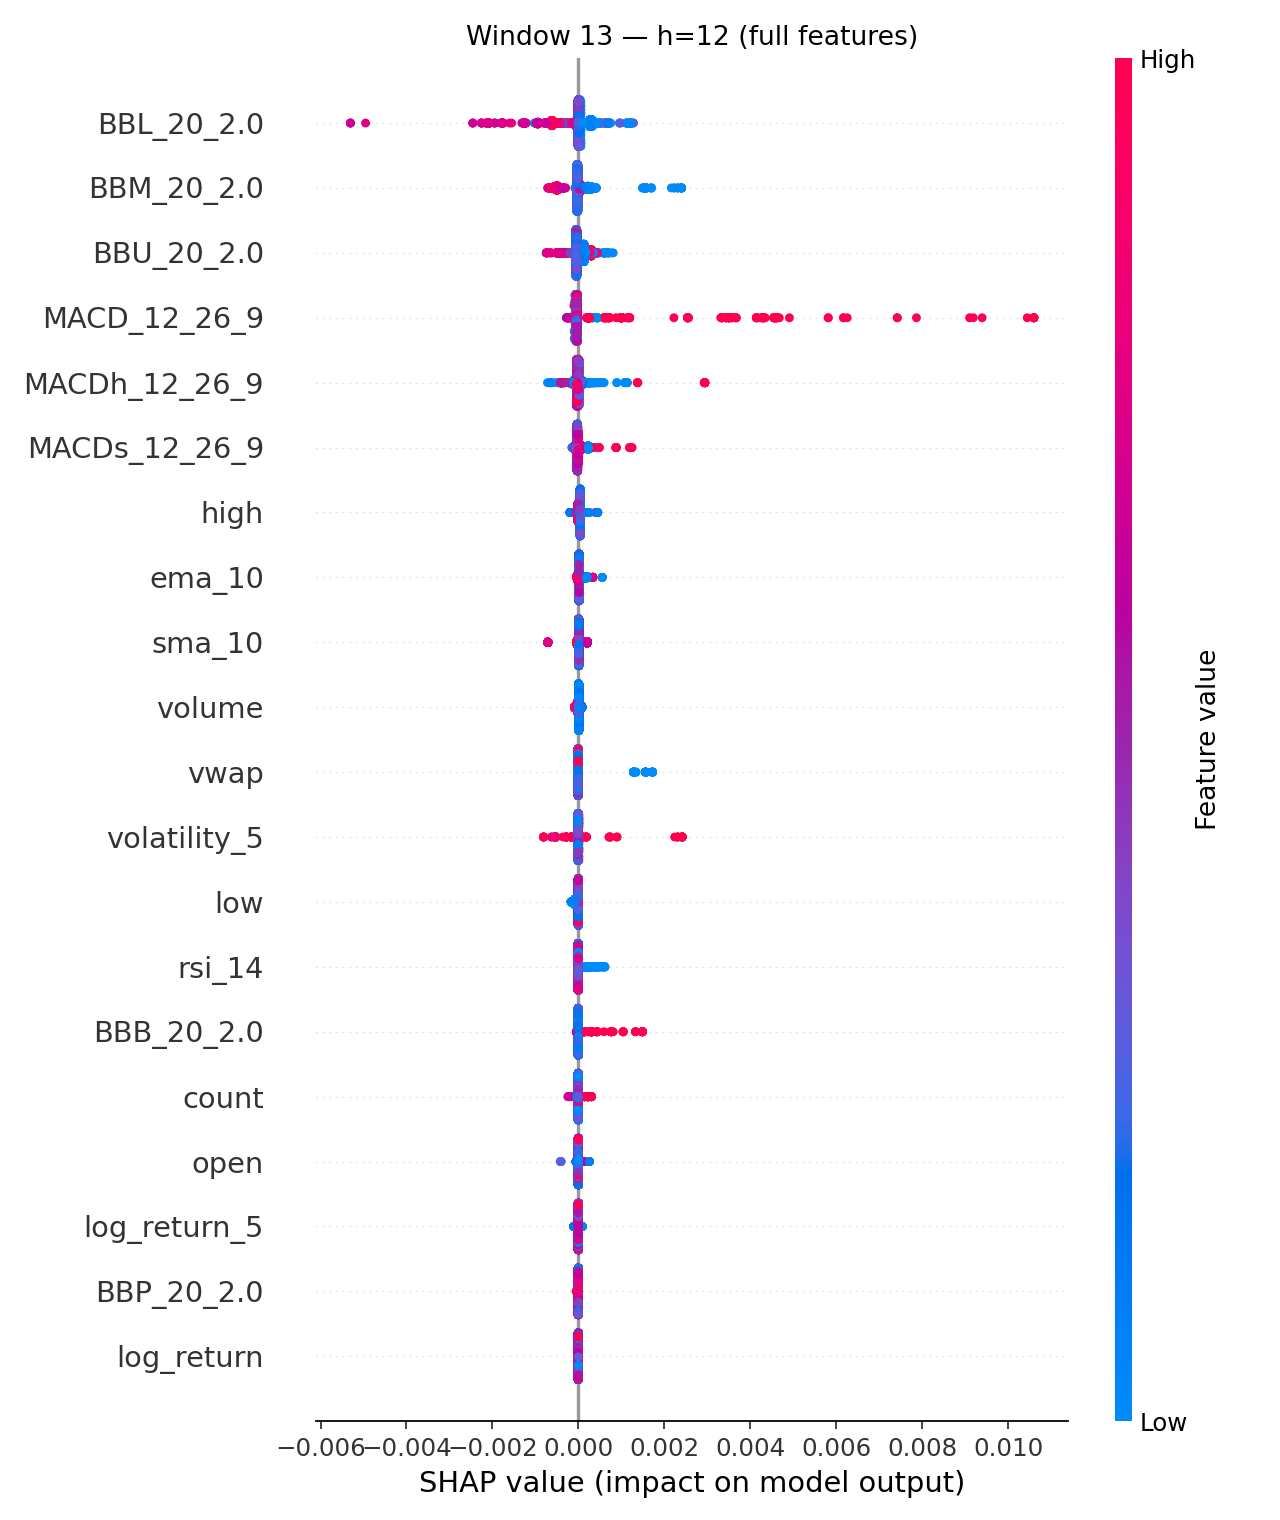 Window 13 — h=12 (full features)
High
BBL_20_2.0
BBM_20_2.0
BBU_20_2.0
MACD_12_26_9
MACDh_12_26_9
MACDs_12_26_9
high
ema_10
sma_10
volume
vwap
volatility_5
low
rsi_14
BBB_20_2.0
count
open
log_return_5
BBP_20_2.0
log_return
Feature value
Low
−0.006 −0.004 −0.002 0.000 0.002 0.004 0.006 0.008 0.010
SHAP value (impact on model output)